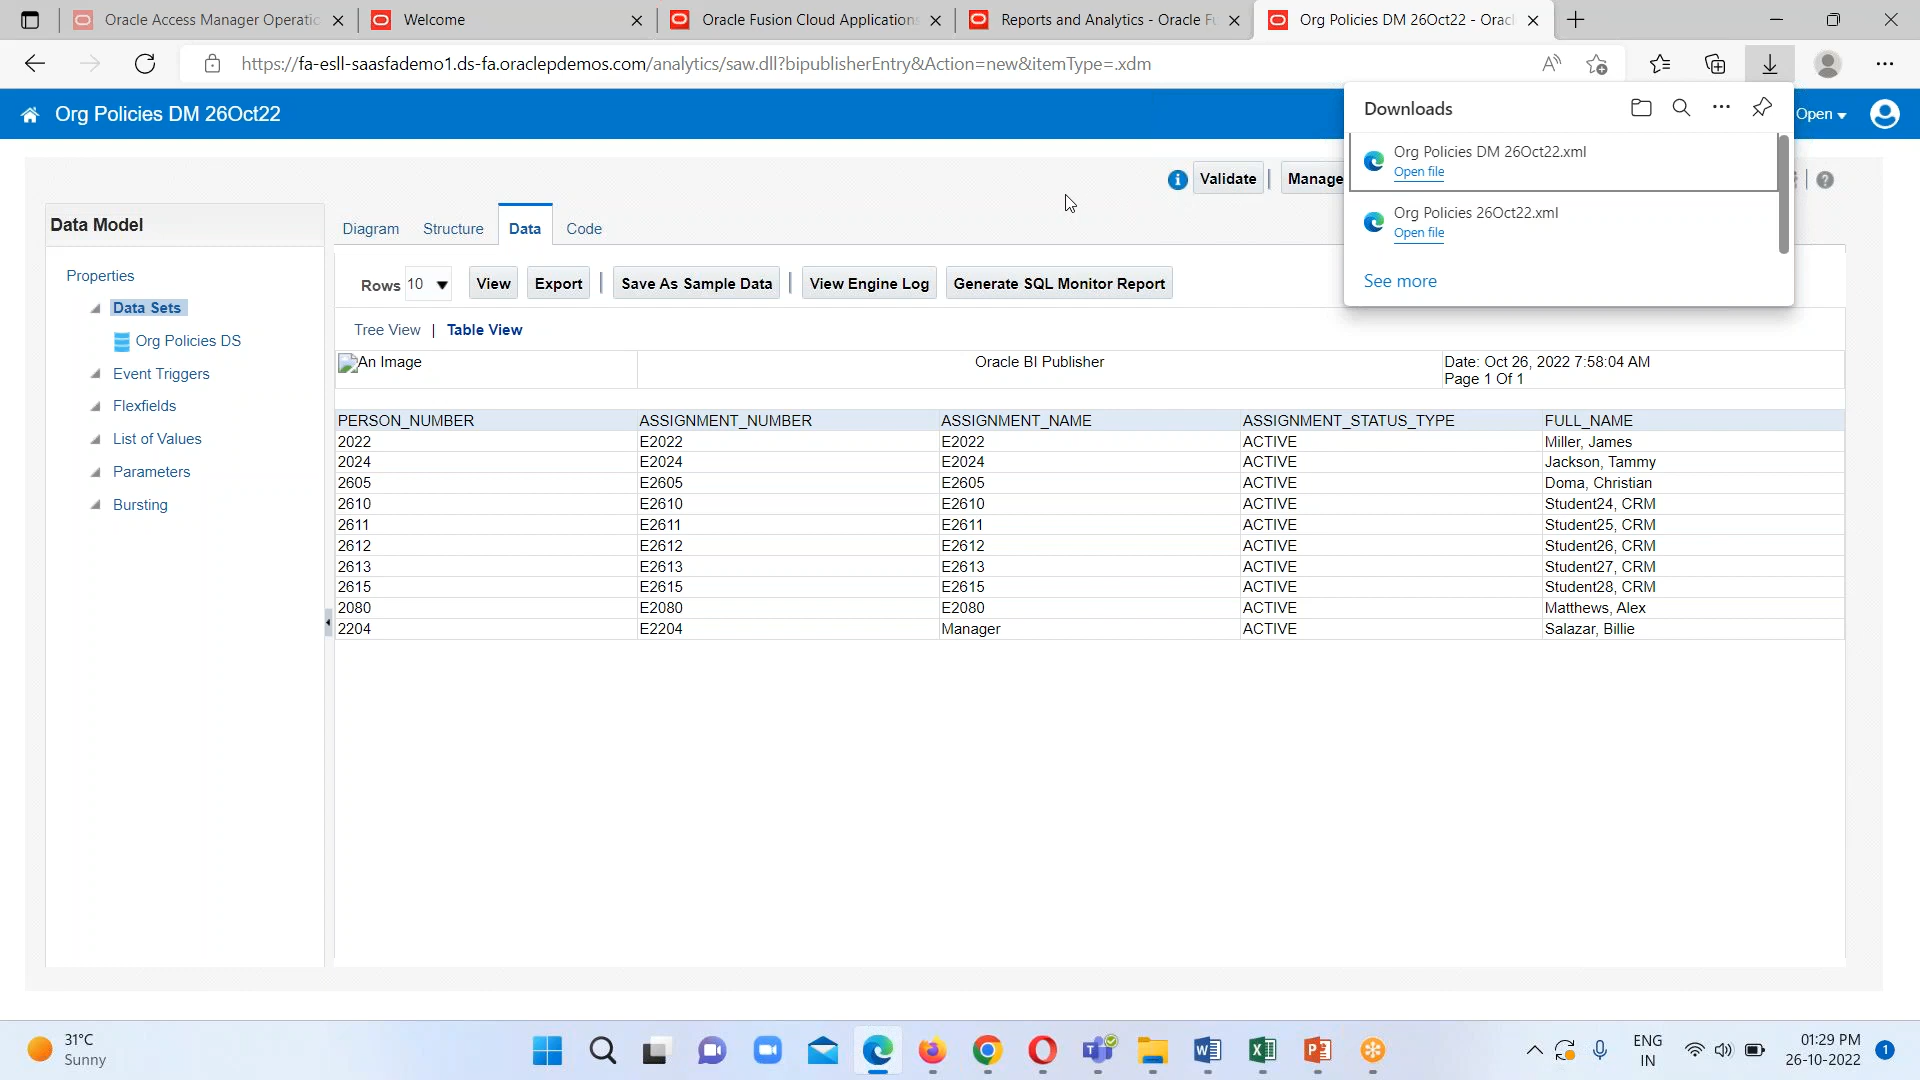 Oracle Access Manager Operatic
Welcome
Oracle Fusion Cloud Applications
Reports and Analytics - Oracle Fu
Org Policies DM 26Oct22 - Oracl
https://fa-esll-saasfademo1.ds-fa.oraclepdemos.com/analytics/saw.dll?bipublisherEntry&Action=new&itemType=.xdm
Org Policies DM 26Oct22
Open
Downloads
Org Policies DM 26Oct22.xml
Open file
Org Policies 26Oct22.xml
Open file
See more
Validate | Manage
Data Model
Diagram Structure Data Code
Properties
Data Sets
Org Policies DS
Event Triggers
Flexfields
List of Values
Parameters
Bursting
Rows 10 View Export | Save As Sample Data | View Engine Log Generate SQL Monitor Report
Tree View | Table View
An Image Oracle BI Publisher Date: Oct 26, 2022 7:58:04 AM
Page 1 Of 1
PERSON_NUMBER ASSIGNMENT_NUMBER ASSIGNMENT_NAME ASSIGNMENT_STATUS_TYPE FULL_NAME
2022 E2022 E2022 ACTIVE Miller, James
2024 E2024 E2024 ACTIVE Jackson, Tammy
2605 E2605 E2605 ACTIVE Doma, Christian
2610 E2610 E2610 ACTIVE Student24, CRM
2611 E2611 E2611 ACTIVE Student25, CRM
2612 E2612 E2612 ACTIVE Student26, CRM
2613 E2613 E2613 ACTIVE Student27, CRM
2615 E2615 E2615 ACTIVE Student28, CRM
2080 E2080 E2080 ACTIVE Matthews, Alex
2204 E2204 Manager ACTIVE Salazar, Billie
31°C
Sunny
ENG
IN
01:29 PM
26-10-2022
1